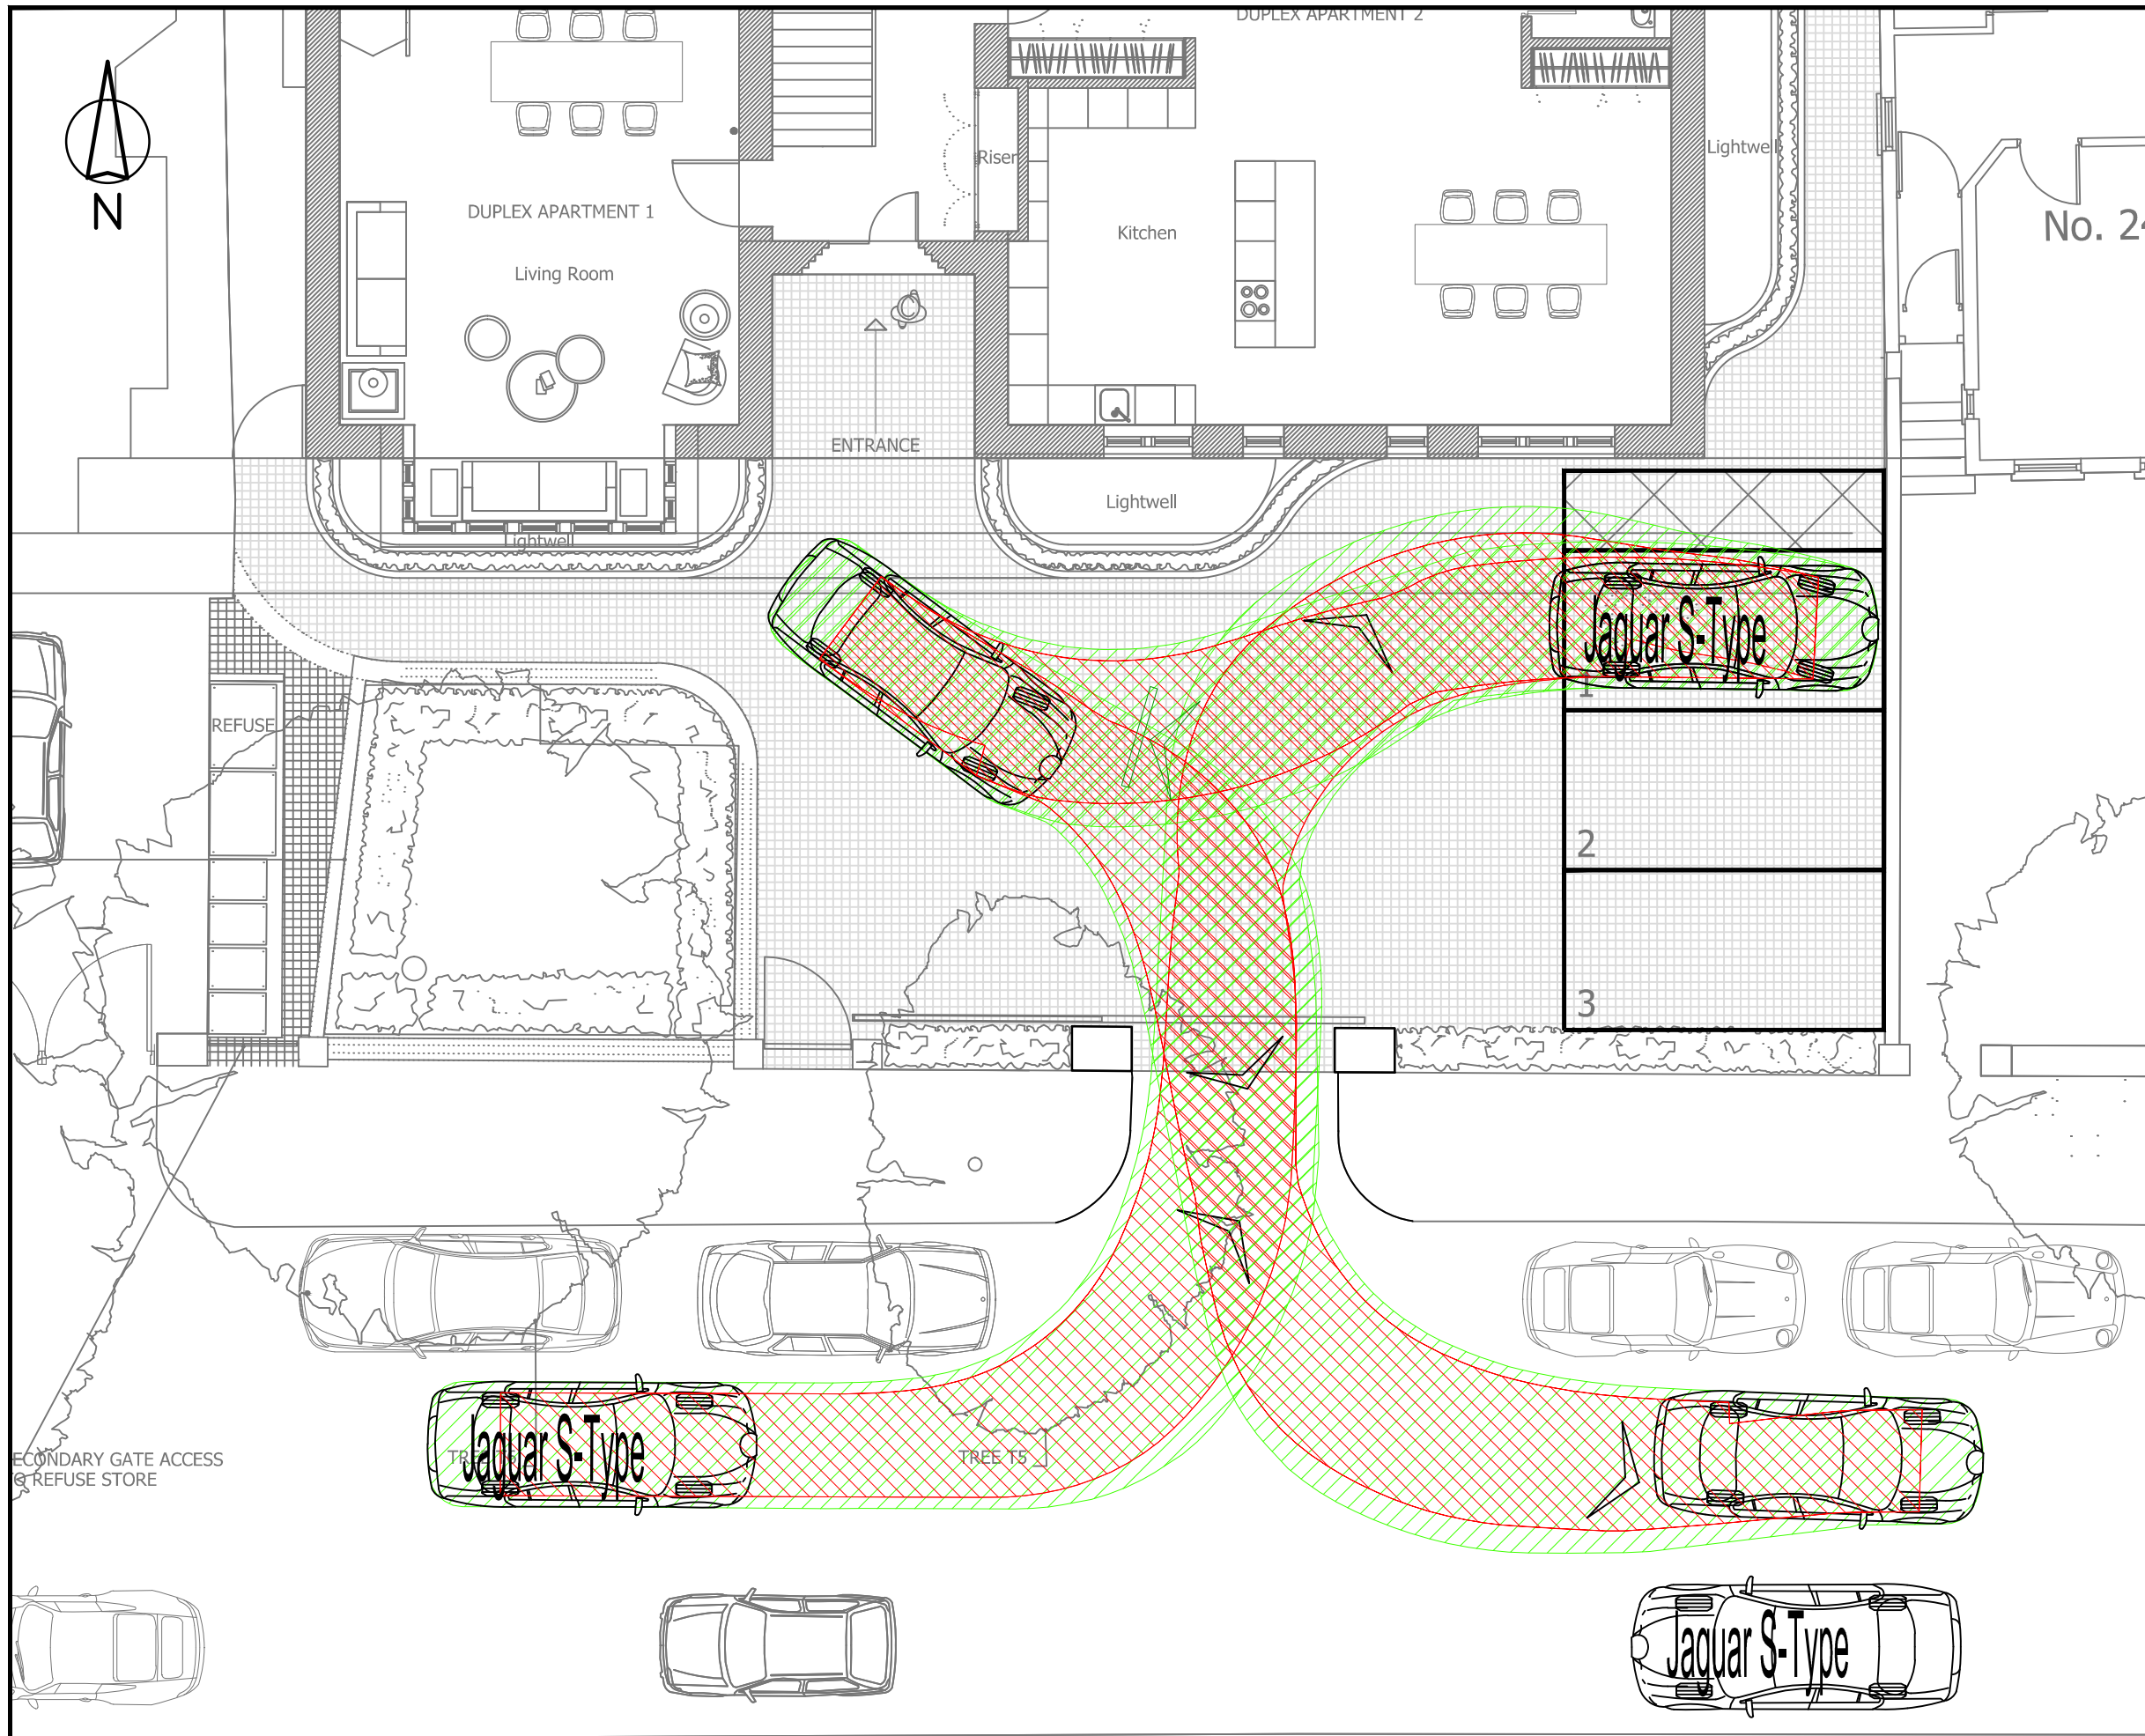 DUPLEX APARTMENT 2
N
Riser
Lightwell
DUPLEX APARTMENT 1
Kitchen
No. 24
Living Room
ENTRANCE
Lightwell
Lightwell
Jaguar S-Type
1
REFUSE
2
3
Jaguar S-Type
TREE T5
ECONDARY GATE ACCESS
O REFUSE STORE
Jaguar S-Type